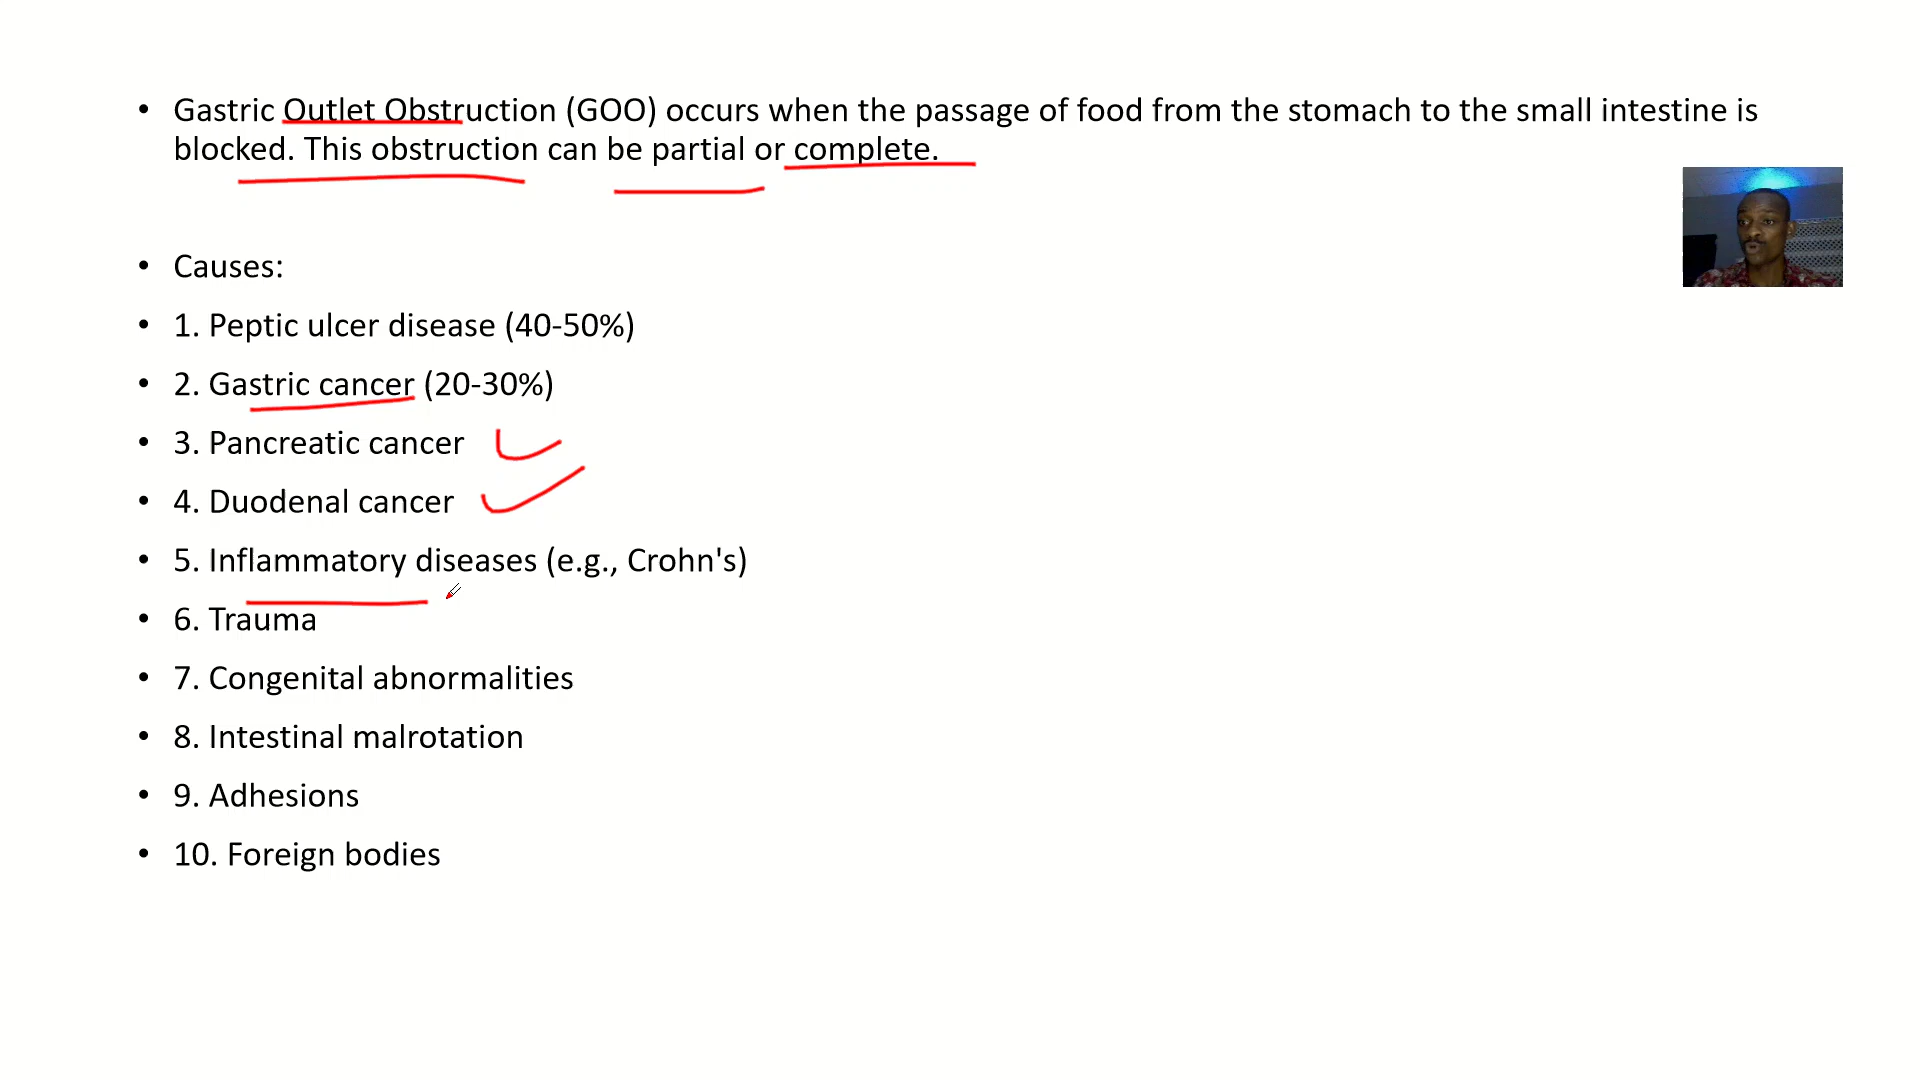 • Gastric Outlet Obstruction (GOO) occurs when the passage of food from the stomach to the small intestine is
blocked. This obstruction can be partial or complete.
• Causes:
• 1. Peptic ulcer disease (40-50%)
• 2. Gastric cancer (20-30%)
• 3. Pancreatic cancer
• 4. Duodenal cancer
• 5. Inflammatory diseases (e.g., Crohn's)
• 6. Trauma
• 7. Congenital abnormalities
• 8. Intestinal malrotation
• 9. Adhesions
• 10. Foreign bodies